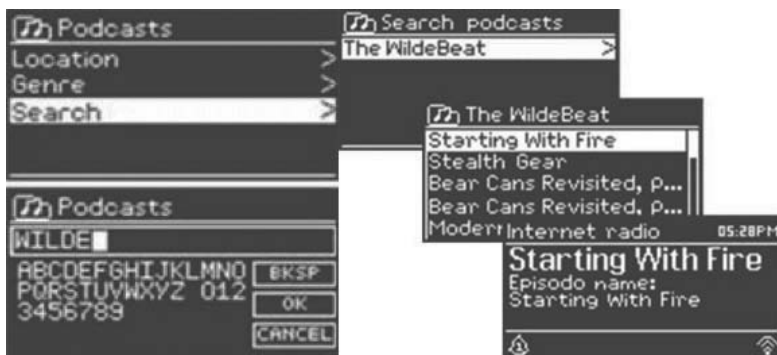 Podcasts
Location >
Genre >
Search >
Podcasts
WILDE
ABCDEFGHIJKLMNO BKSP
PQRSTUVWXYZ 012 OK
3456789
CANCEL
Search podcasts
The WildeBeat >
The WildeBeat
Starting With Fire
Stealth Gear
Bear Cans Revisited, p...
Bear Cans Revisited, p...
Modern
Internet radio 05:28PM
Starting With Fire
Episodo name:
Starting With Fire
1